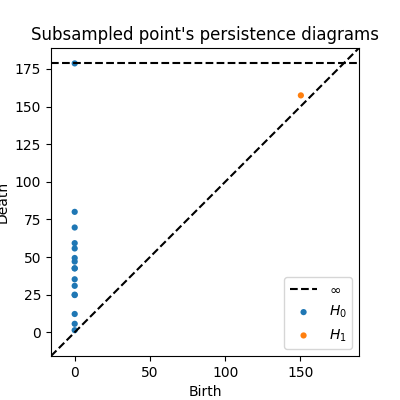 Subsampled point's persistence diagrams
175
150
125
100
75
50
25
0
Death
0 50 100 150
Birth
∞
H₀
H₁